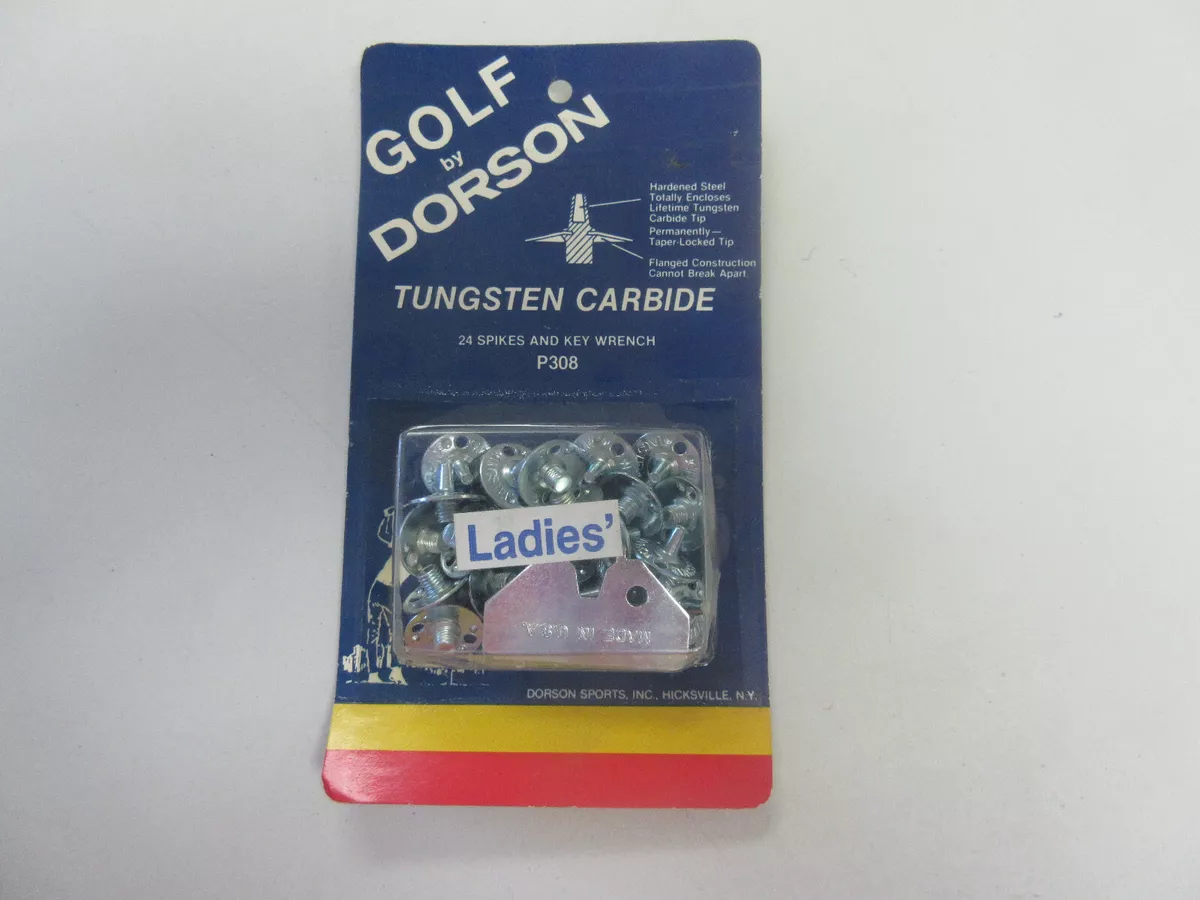 GOLF
by
DORSON
Hardened Steel
Totally Encloses
Lifetime Tungsten
Carbide Tip
Permanently—
Taper-Locked Tip
Flanged Construction
Cannot Break Apart.
TUNGSTEN CARBIDE
24 SPIKES AND KEY WRENCH
P308
Ladies'
MADE IN U.S.A.
DORSON SPORTS, INC., HICKSVILLE, N.Y.